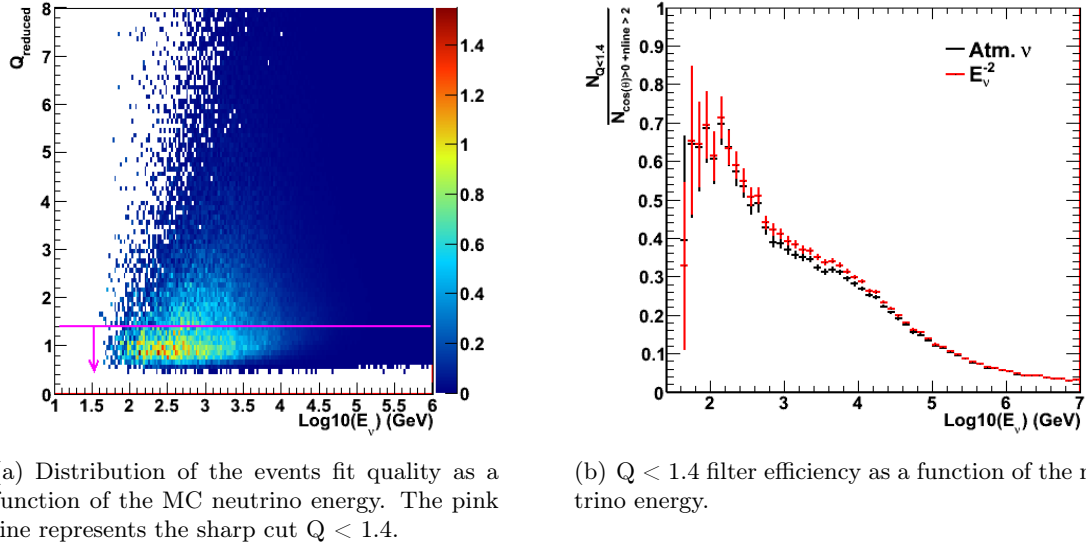 Q reduced
8
7
6
5
4
3
2
1
0
1 1.5 2 2.5 3 3.5 4 4.5 5 5.5 6
Log10(Eν) (GeV)
1.4
1.2
1
0.8
0.6
0.4
0.2
0
N Q<1.4
N cos(θ)>0 +nline > 2
1
0.9
0.8
0.7
0.6
0.5
0.4
0.3
0.2
0.1
0
2 3 4 5 6 7
Log10(Eν) (GeV)
Atm. ν
Eν^-2
a) Distribution of the events fit quality as a
function of the MC neutrino energy. The pink
ine represents the sharp cut Q < 1.4.
(b) Q < 1.4 filter efficiency as a function of the n
trino energy.